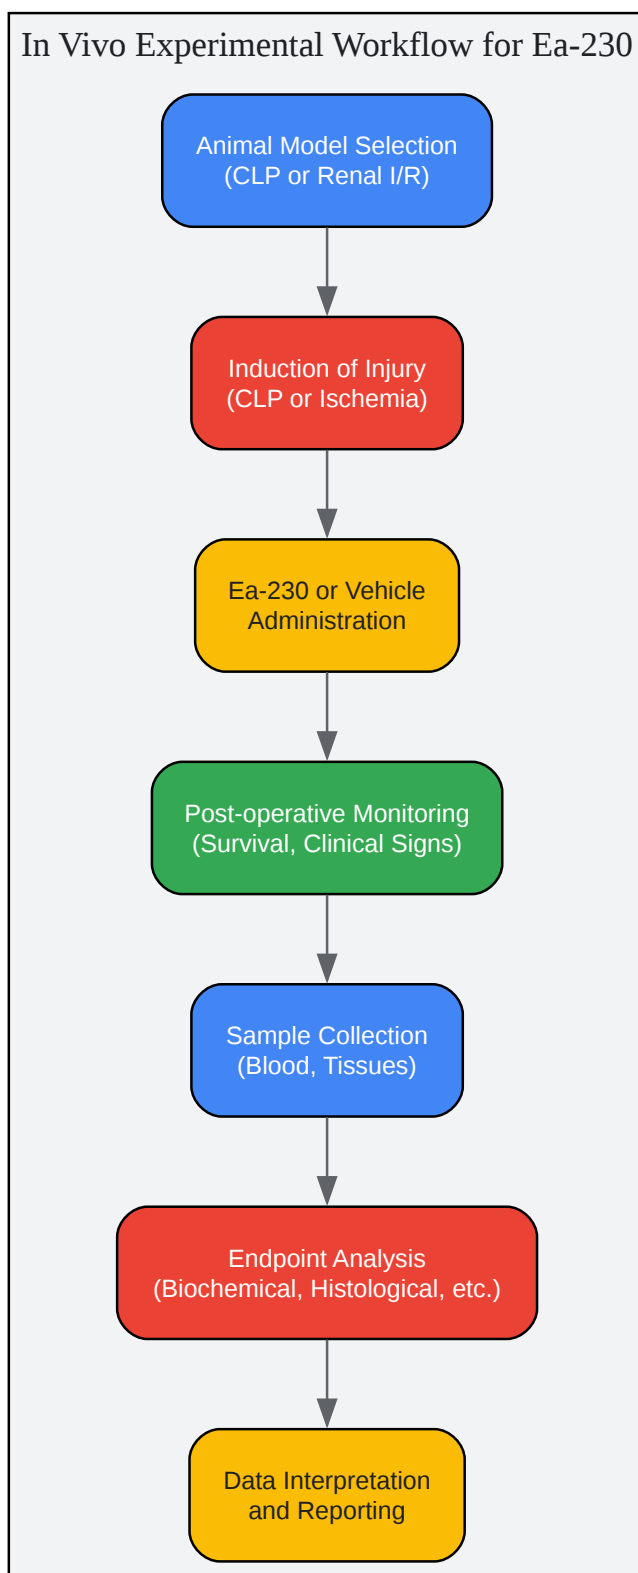 In Vivo Experimental Workflow for Ea-230
Animal Model Selection
(CLP or Renal I/R)
Induction of Injury
(CLP or Ischemia)
Ea-230 or Vehicle
Administration
Post-operative Monitoring
(Survival, Clinical Signs)
Sample Collection
(Blood, Tissues)
Endpoint Analysis
(Biochemical, Histological, etc.)
Data Interpretation
and Reporting